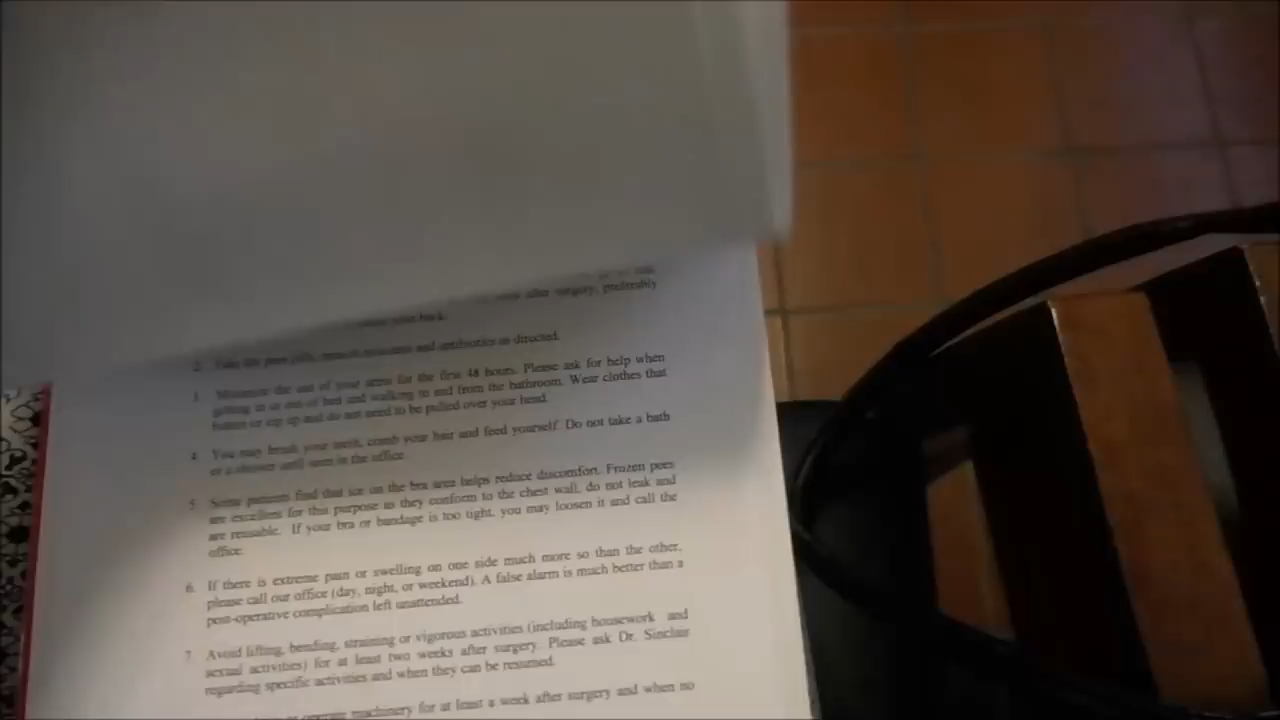 after surgery, preferably
your back.
2. Take the pain pills, muscle relaxants and antibiotics as directed.
3. Minimize the use of your arms for the first 48 hours. Please ask for help when
getting in or out of bed and walking to and from the bathroom. Wear clothes that
button or zip up and do not need to be pulled over your head.
4. You may brush your teeth, comb your hair and feed yourself. Do not take a bath
or a shower until seen in the office.
5. Some patients find that ice on the bra area helps reduce discomfort. Frozen peas
are excellent for this purpose as they conform to the chest wall, do not leak and
are reusable. If your bra or bandage is too tight, you may loosen it and call the
office.
6. If there is extreme pain or swelling on one side much more so than the other,
please call our office (day, night, or weekend). A false alarm is much better than a
post-operative complication left unattended.
7. Avoid lifting, bending, straining or vigorous activities (including housework and
sexual activities) for at least two weeks after surgery. Please ask Dr. Sinclair
regarding specific activities and when they can be resumed.
machinery for at least a week after surgery and when no